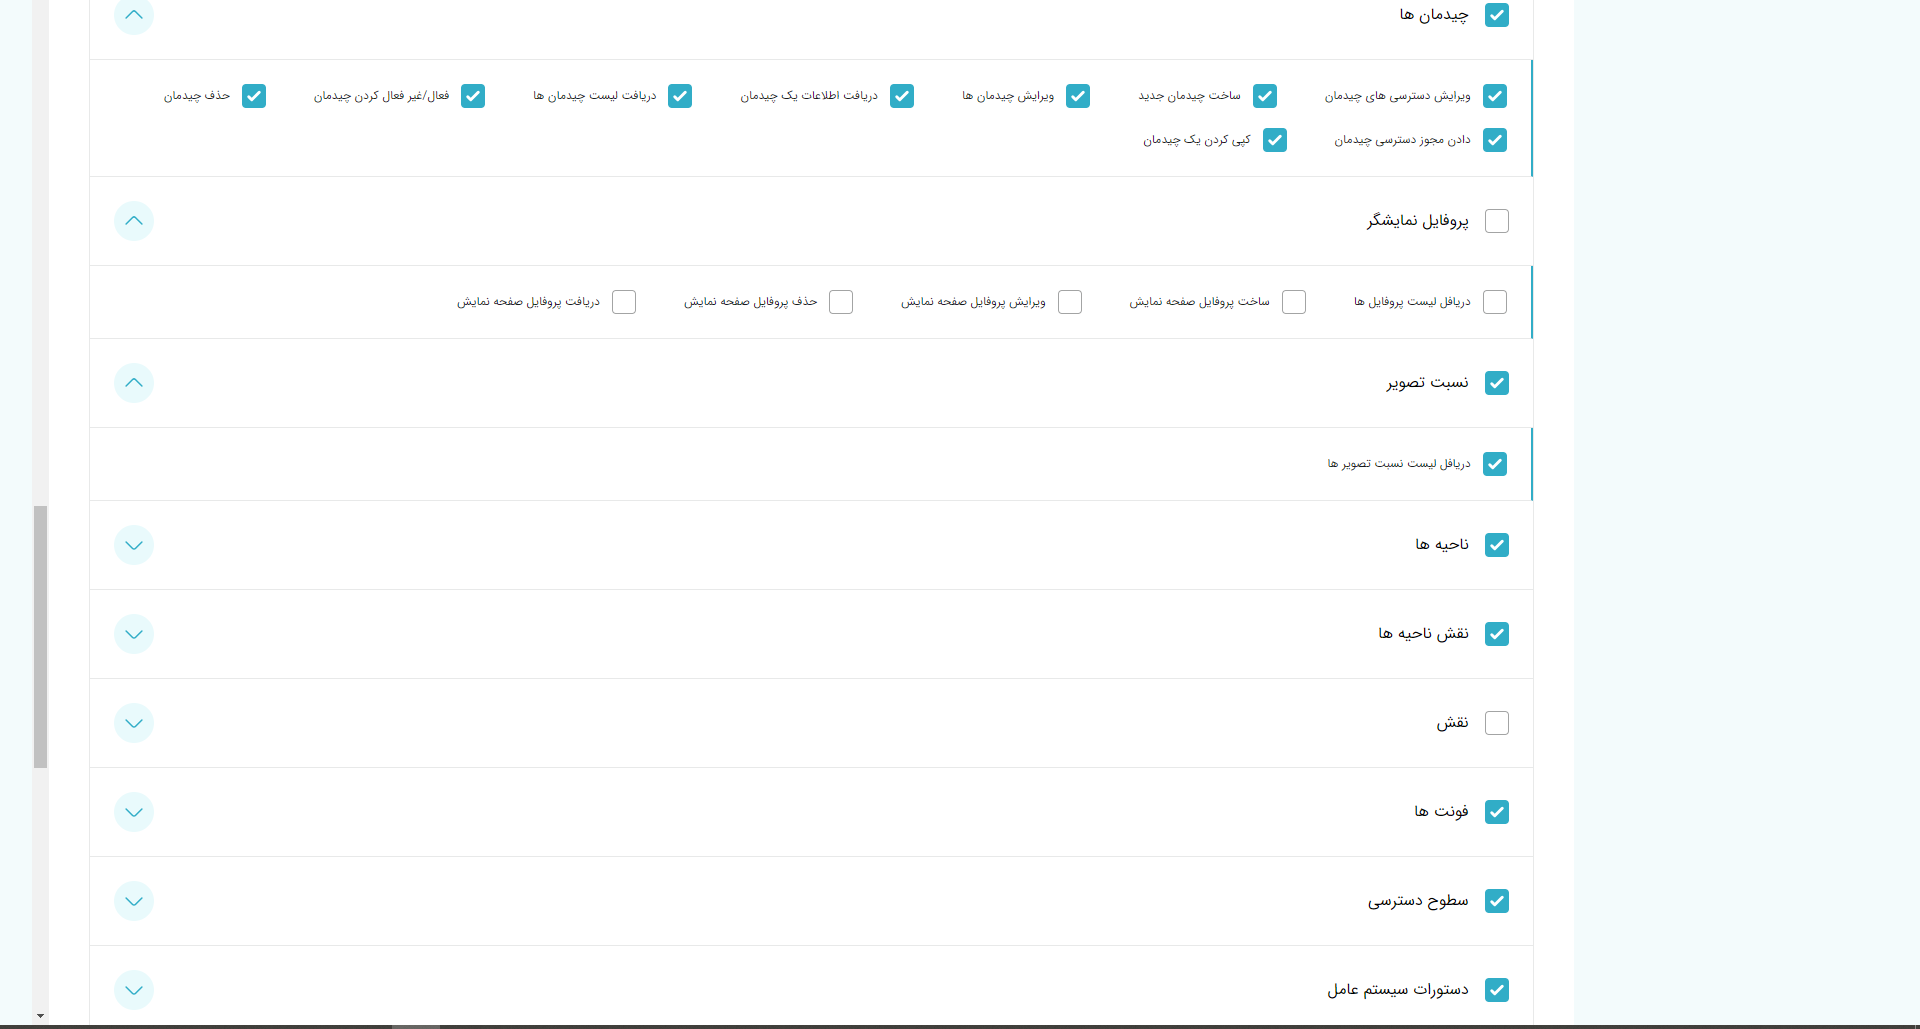 چیدمان ها
ویرایش دسترسی های چیدمان ساخت چیدمان جدید ویرایش چیدمان ها دریافت اطلاعات یک چیدمان دریافت لیست چیدمان ها فعال/غیر فعال کردن چیدمان حذف چیدمان
دادن مجوز دسترسی چیدمان کپی کردن یک چیدمان
پروفایل نمایشگر
دریافل لیست پروفایل ها ساخت پروفایل صفحه نمایش ویرایش پروفایل صفحه نمایش حذف پروفایل صفحه نمایش دریافت پروفایل صفحه نمایش
نسبت تصویر
دریافل لیست نسبت تصویر ها
ناحیه ها
نقش ناحیه ها
نقش
فونت ها
سطوح دسترسی
دستورات سیستم عامل